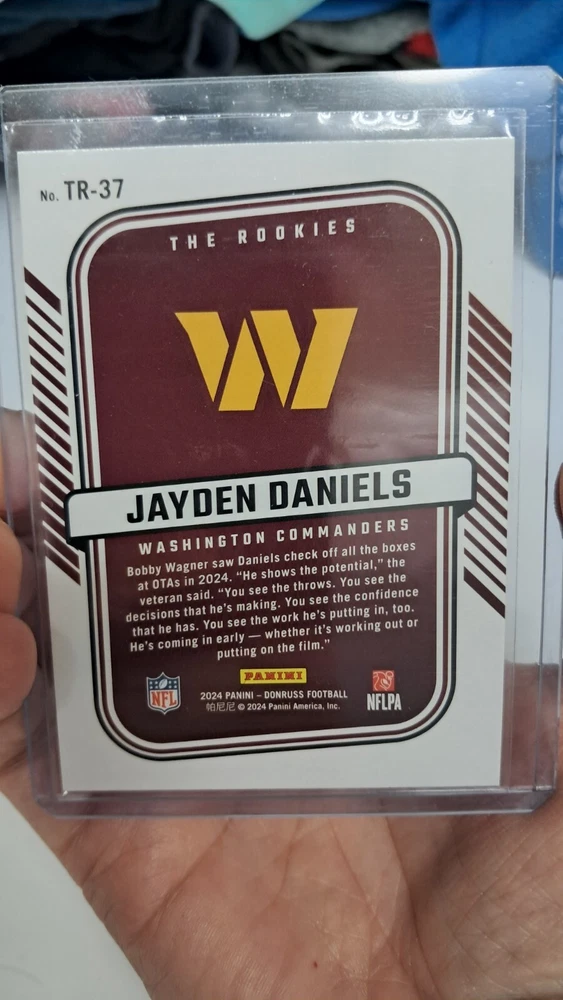 No. TR-37
THE ROOKIES
W
JAYDEN DANIELS
WASHINGTON COMMANDERS
Bobby Wagner saw Daniels check off all the boxes
at OTAs in 2024. “He shows the potential,” the
veteran said. “You see the throws. You see the
decisions that he’s making. You see the confidence
that he has. You see the work he’s putting in, too.
He’s coming in early — whether it’s working out or
putting on the film.”
PANINI
NFL
2024 PANINI – DONRUSS FOOTBALL
帕尼尼 © 2024 Panini America, Inc.
NFLPA